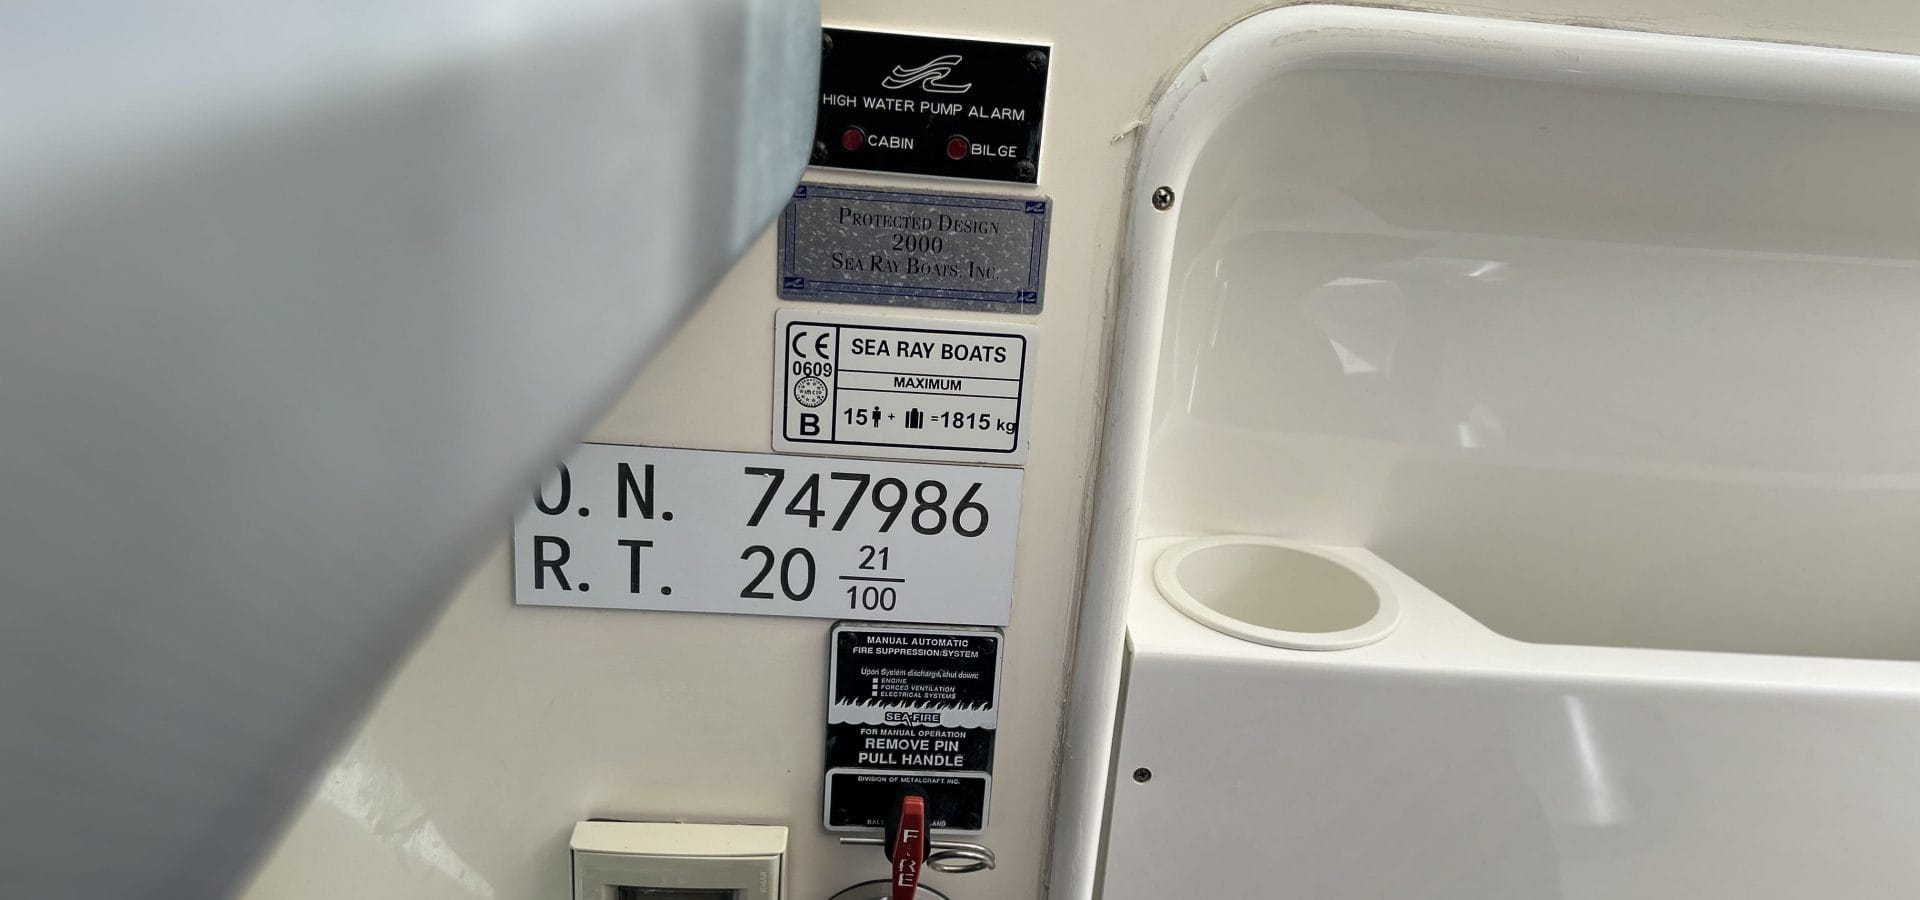 HIGH WATER PUMP ALARM
CABIN BILGE
PROTECTED DESIGN
2000
SEA RAY BOATS, INC.
CE SEA RAY BOATS
0609 MAXIMUM
B 15 + =1815 kg
O. N. 747986
R. T. 20 21/100
MANUAL AUTOMATIC
FIRE SUPPRESSION SYSTEM
Upon System discharge, shut down:
ENGINE
FORCED VENTILATION
ELECTRICAL SYSTEMS
SEA-FIRE
FOR MANUAL OPERATION
REMOVE PIN
PULL HANDLE
DIVISION OF METALCRAFT, INC.